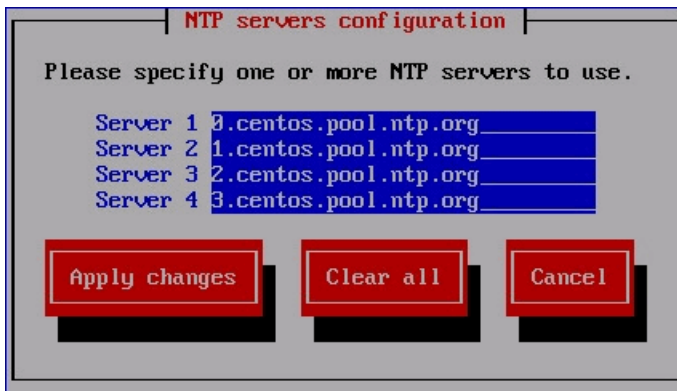 NTP servers configuration
Please specify one or more NTP servers to use.
Server 1 0.centos.pool.ntp.org
Server 2 1.centos.pool.ntp.org
Server 3 2.centos.pool.ntp.org
Server 4 3.centos.pool.ntp.org
Apply changes Clear all Cancel